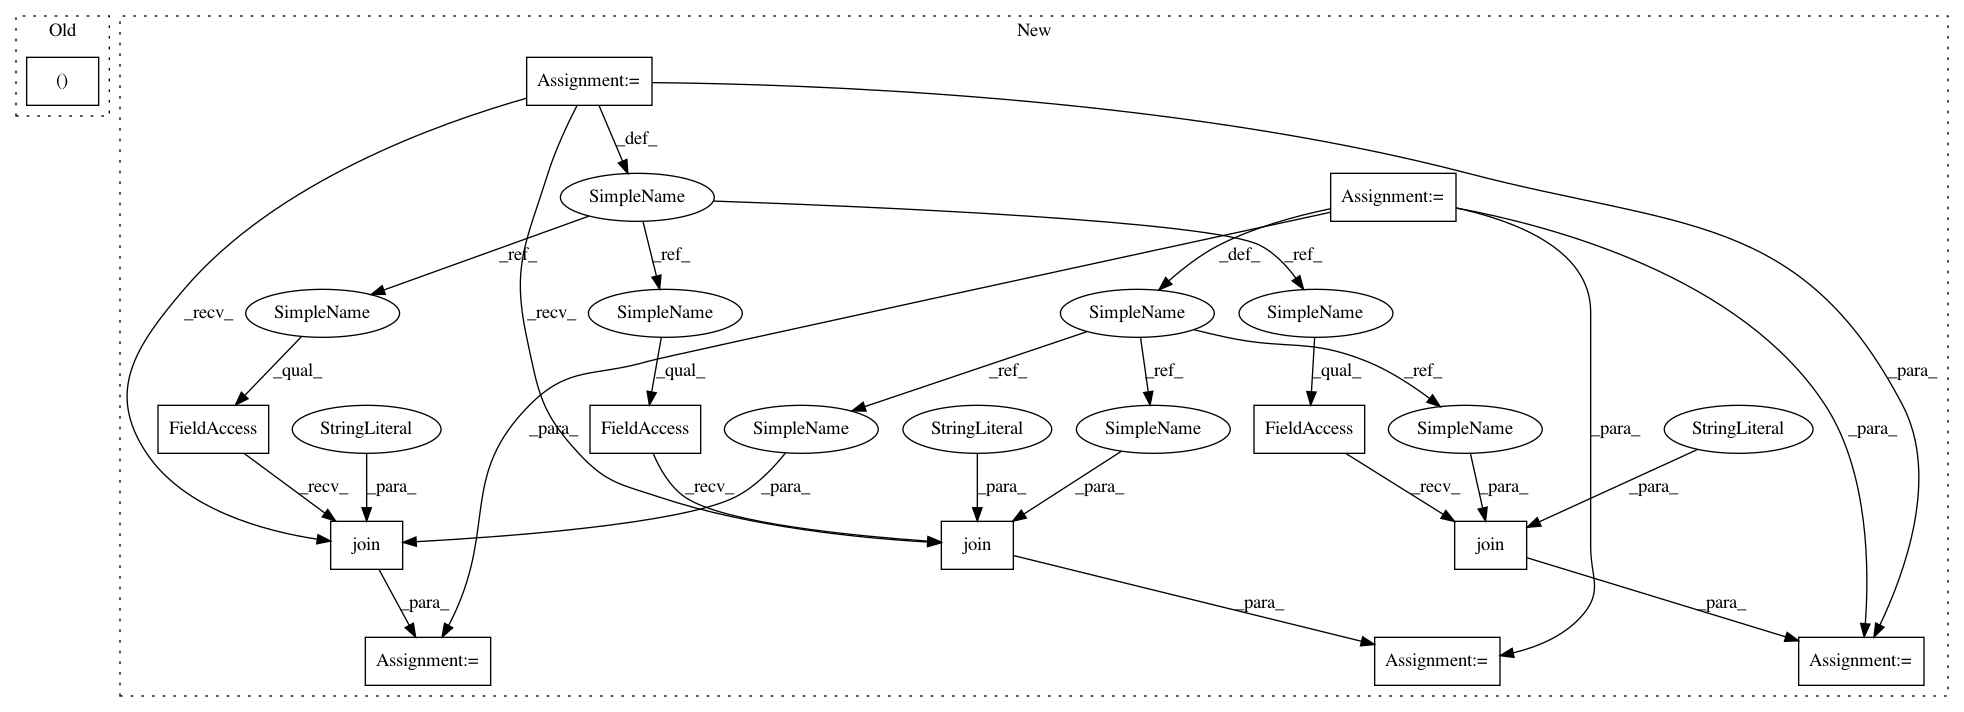 Old
New
()
Assignment:=
_def_
SimpleName
Assignment:=
_ref_
_ref_
_def_
_ref_
_recv_
SimpleName
_recv_
SimpleName
SimpleName
SimpleName
_qual_
_qual_
_ref_
_ref_
_qual_
_ref_
_para_
FieldAccess
StringLiteral
_para_
FieldAccess
SimpleName
StringLiteral
SimpleName
FieldAccess
SimpleName
_para_
StringLiteral
_para_
_recv_
_para_
_recv_
_para_
_para_
_para_
_recv_
_para_
_para_
join
join
join
_para_
_para_
_para_
Assignment:=
Assignment:=
Assignment:=